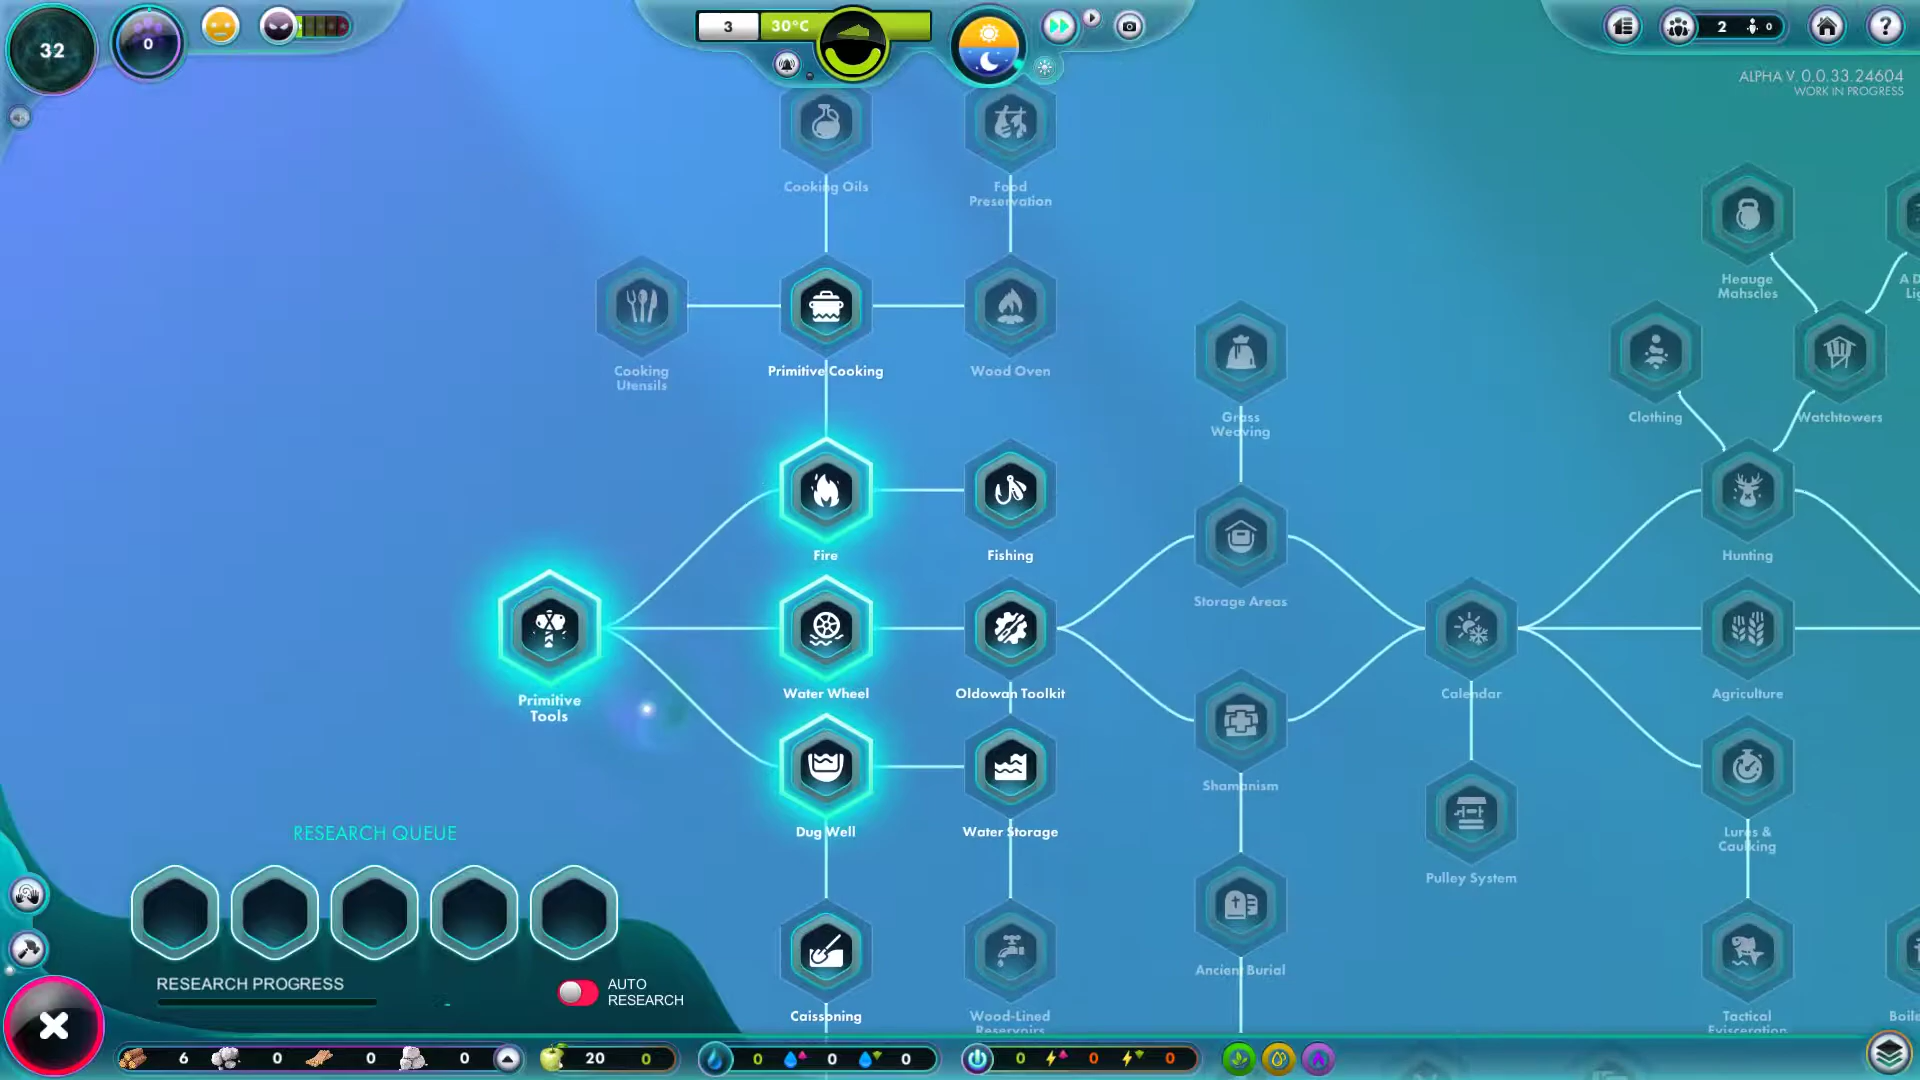 32
0
3
30°C
2
0
ALPHA V. 0.0.33.24604
WORK IN PROGRESS
Cooking Oils
Food
Preservation
Heauge
Mahscles
Cooking
Utensils
Primitive Cooking
Wood Oven
Grass
Weaving
Clothing
Watchtowers
Fire
Fishing
Storage Areas
Hunting
Primitive
Tools
Water Wheel
Oldowan Toolkit
Calendar
Agriculture
Shamanism
Dug Well
Water Storage
Lures &
Caulking
Pulley System
Ancient Burial
Caissoning
Wood-Lined
Reservoirs
Tactical
Evisceration
RESEARCH QUEUE
RESEARCH PROGRESS
AUTO
RESEARCH
6
0
0
0
20
0
0
0
0
0
0
0